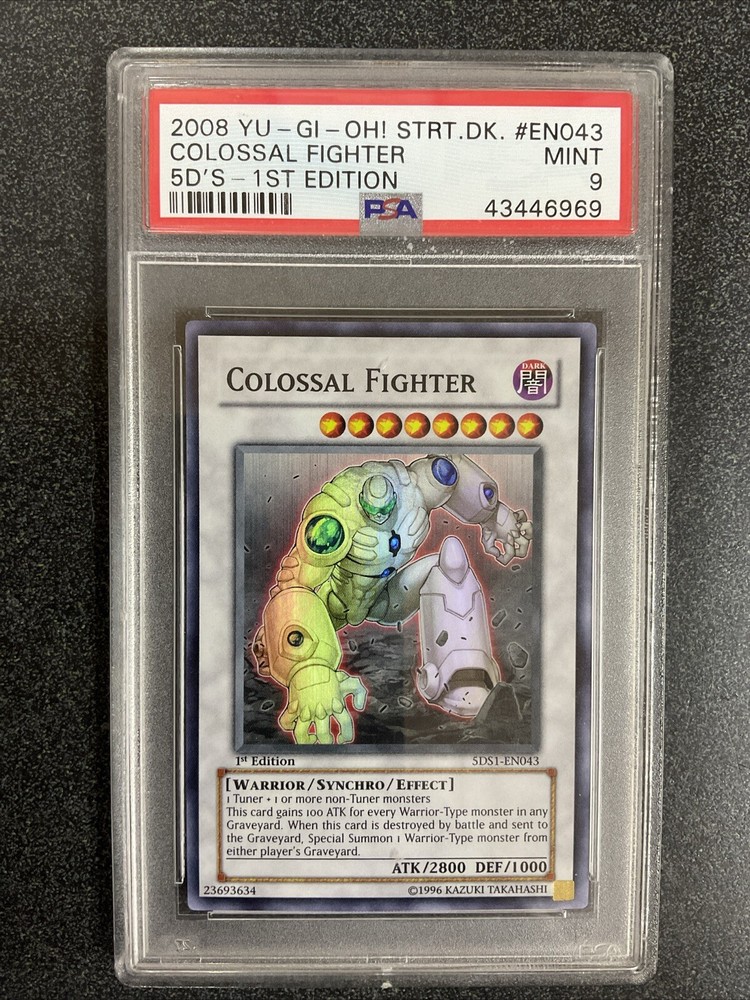 2008 YU-GI-OH! STRT.DK. #EN043
COLOSSAL FIGHTER MINT
5D'S-1ST EDITION 9
PSA 43446969
COLOSSAL FIGHTER
DARK
闇
1st Edition 5DS1-EN043
[WARRIOR/SYNCHRO/EFFECT]
1 Tuner + 1 or more non-Tuner monsters
This card gains 100 ATK for every Warrior-Type monster in any
Graveyard. When this card is destroyed by battle and sent to
the Graveyard, Special Summon 1 Warrior-Type monster from
either player's Graveyard.
ATK/2800 DEF/1000
23693634 ©1996 KAZUKI TAKAHASHI